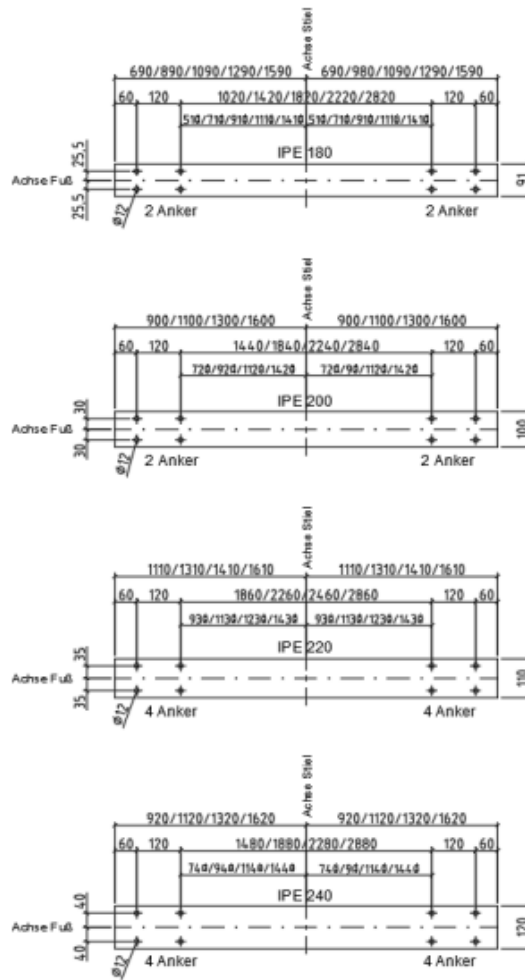 Achse Stiel
690/890/1090/1290/1590 690/980/1090/1290/1590
60 120 1020/1420/1820/2220/2820 120 60
510/710/910/1110/1410 510/710/910/1110/1410
IPE 180
25,5
Achse Fuß
91
25,5
Ø12
2 Anker 2 Anker
Achse Stiel
900/1100/1300/1600 900/1100/1300/1600
60 120 1440/1840/2240/2840 120 60
720/920/1120/1420 720/90/1120/1420
IPE 200
30
Achse Fuß
100
30
Ø12
2 Anker 2 Anker
Achse Stiel
1110/1310/1410/1610 1110/1310/1410/1610
60 120 1860/2260/2460/2860 120 60
930/1130/1230/1430 930/1130/1230/1430
IPE 220
35
Achse Fuß
110
35
Ø12
4 Anker 4 Anker
Achse Stiel
920/1120/1320/1620 920/1120/1320/1620
60 120 1480/1880/2280/2880 120 60
740/940/1140/1440 740/90/1140/1440
IPE 240
40
Achse Fuß
120
40
Ø12
4 Anker 4 Anker